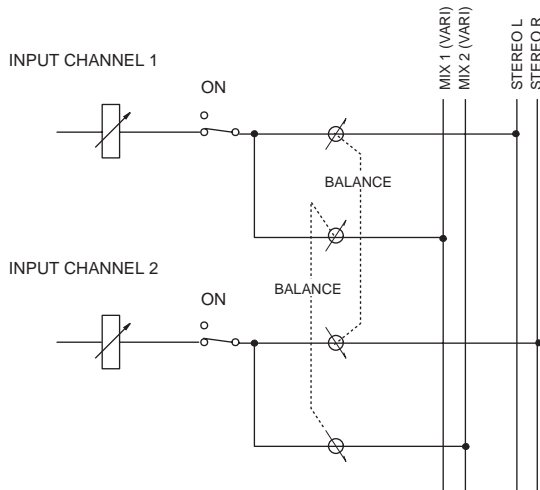 MIX 1 (VARI)
MIX 2 (VARI)
STEREO L
STEREO R
INPUT CHANNEL 1
ON
BALANCE
INPUT CHANNEL 2
BALANCE
ON